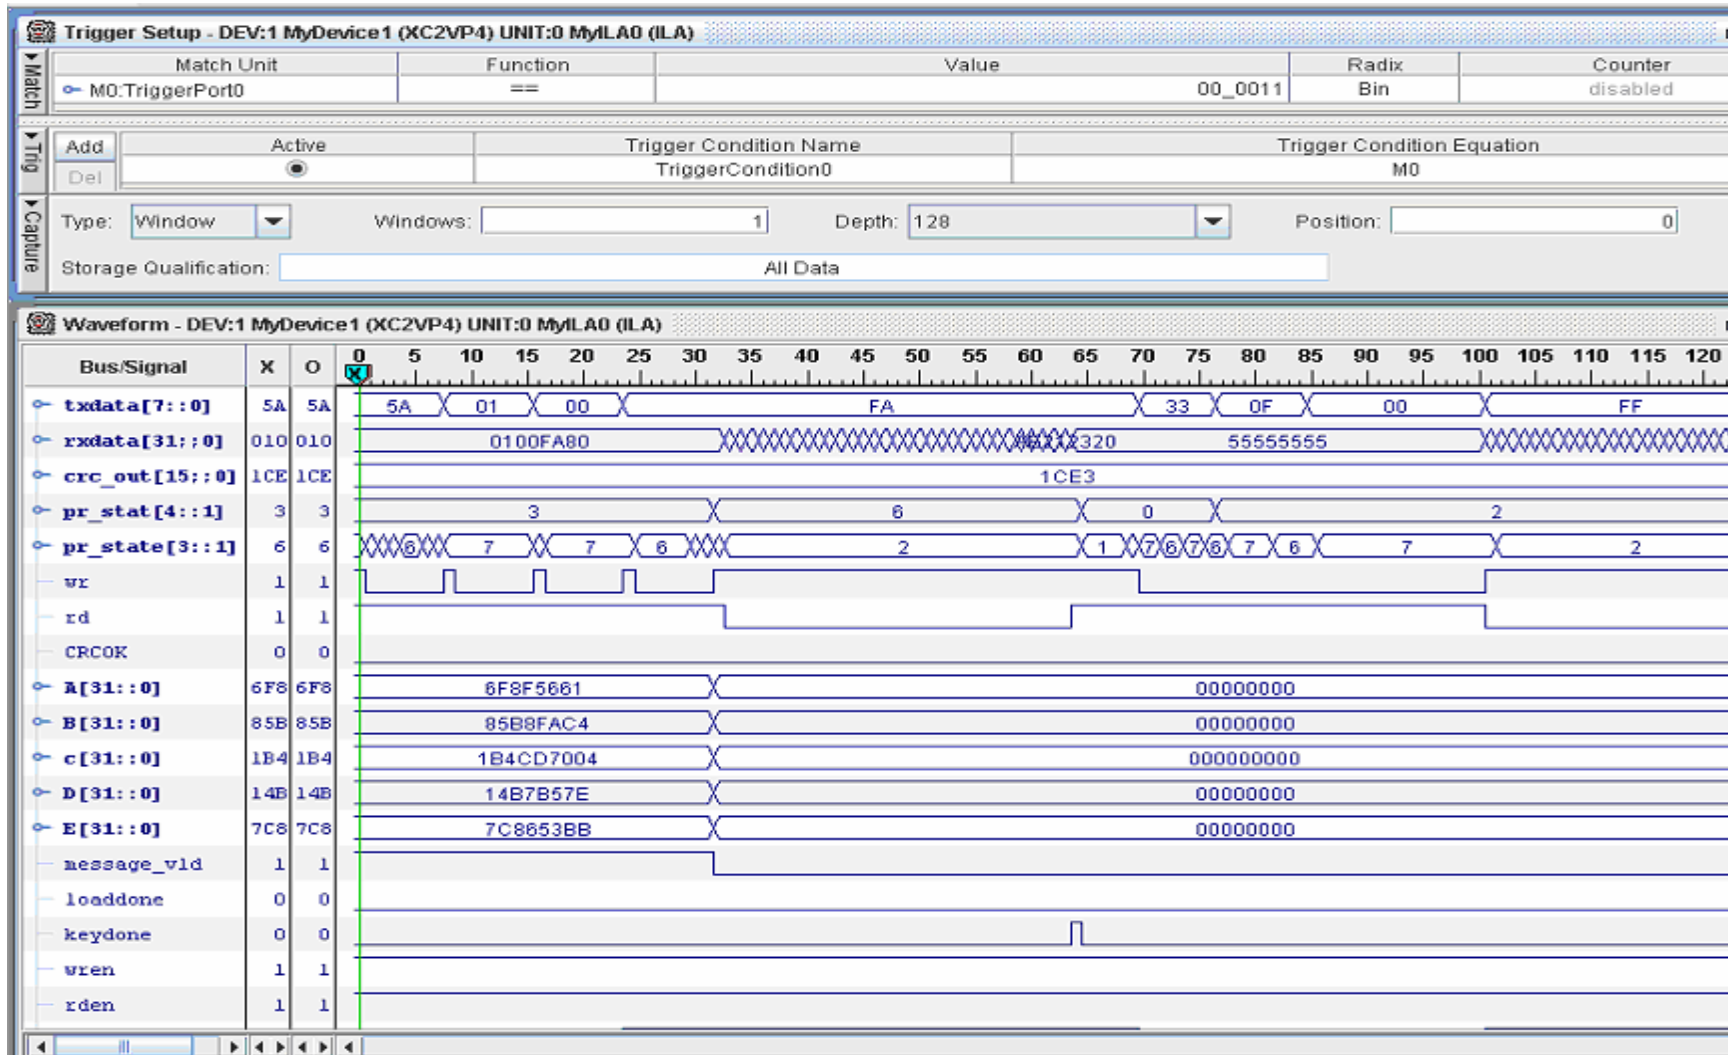 Trigger Setup - DEV:1 MyDevice1 (XC2VP4) UNIT:0 MyILA0 (ILA)
Match
Match Unit Function Value Radix Counter
M0:TriggerPort0 == 00_0011 Bin disabled
Trig
Add Active Trigger Condition Name Trigger Condition Equation
Del TriggerCondition0 M0
Capture
Type: Window Windows: 1 Depth: 128 Position: 0
Storage Qualification: All Data
Waveform - DEV:1 MyDevice1 (XC2VP4) UNIT:0 MyILA0 (ILA)
Bus/Signal X O 0 5 10 15 20 25 30 35 40 45 50 55 60 65 70 75 80 85 90 95 100 105 110 115 120
X
txdata[7::0] 5A 5A 5A 01 00 FA 33 0F 00 FF
rxdata[31;;0] 010 010 0100FA80 2320 55555555
crc_out[15;;0] 1CE 1CE 1CE3
pr_stat[4::1] 3 3 3 6 0 2
pr_state[3::1] 6 6 6 7 7 6 2 1 7 6 7 6 7 6 7 2
wr 1 1
rd 1 1
CRCOK 0 0
A[31::0] 6F8 6F8 6F8F5661 00000000
B[31::0] 85B 85B 85B8FAC4 00000000
c[31::0] 1B4 1B4 1B4CD7004 000000000
D[31::0] 14B 14B 14B7B57E 00000000
E[31::0] 7C8 7C8 7C8653BB 00000000
message_vld 1 1
loaddone 0 0
keydone 0 0
wren 1 1
rden 1 1